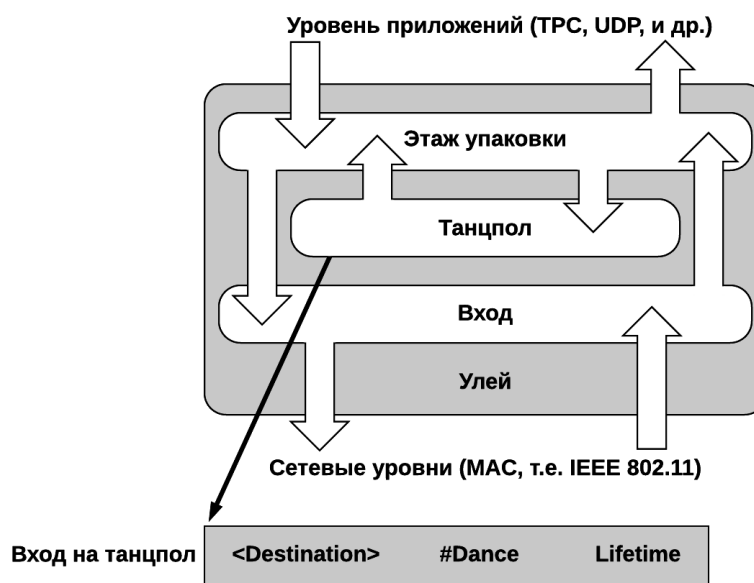 Уровень приложений (TPC, UDP, и др.)
Этаж упаковки
Танцпол
Вход
Улей
Сетевые уровни (MAC, т.е. IEEE 802.11)
Вход на танцпол <Destination> #Dance Lifetime